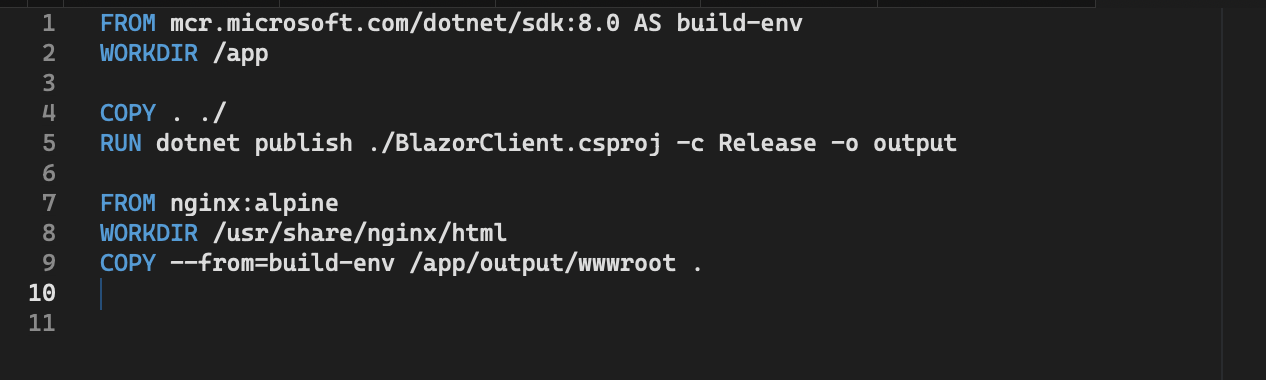 1 FROM mcr.microsoft.com/dotnet/sdk:8.0 AS build-env
2 WORKDIR /app
3
4 COPY . ./
5 RUN dotnet publish ./BlazorClient.csproj -c Release -o output
6
7 FROM nginx:alpine
8 WORKDIR /usr/share/nginx/html
9 COPY --from=build-env /app/output/wwwroot .
10
11